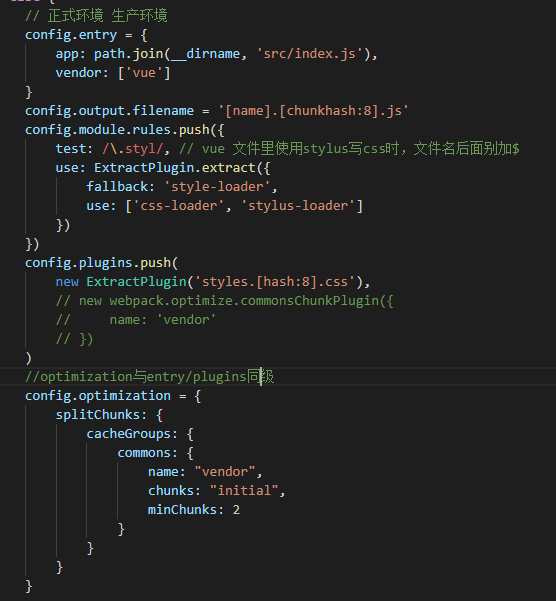 // 正式环境 生产环境
config.entry = {
    app: path.join(__dirname, 'src/index.js'),
    vendor: ['vue']
}
config.output.filename = '[name].[chunkhash:8].js'
config.module.rules.push({
    test: /\.styl/, // vue 文件里使用stylus写css时，文件名后面别加$
    use: ExtractPlugin.extract({
        fallback: 'style-loader',
        use: ['css-loader', 'stylus-loader']
    })
})
config.plugins.push(
    new ExtractPlugin('styles.[hash:8].css'),
    // new webpack.optimize.commonsChunkPlugin({
    //     name: 'vendor'
    // })
)
//optimization与entry/plugins同级
config.optimization = {
    splitChunks: {
        cacheGroups: {
            commons: {
                name: "vendor",
                chunks: "initial",
                minChunks: 2
            }
        }
    }
}